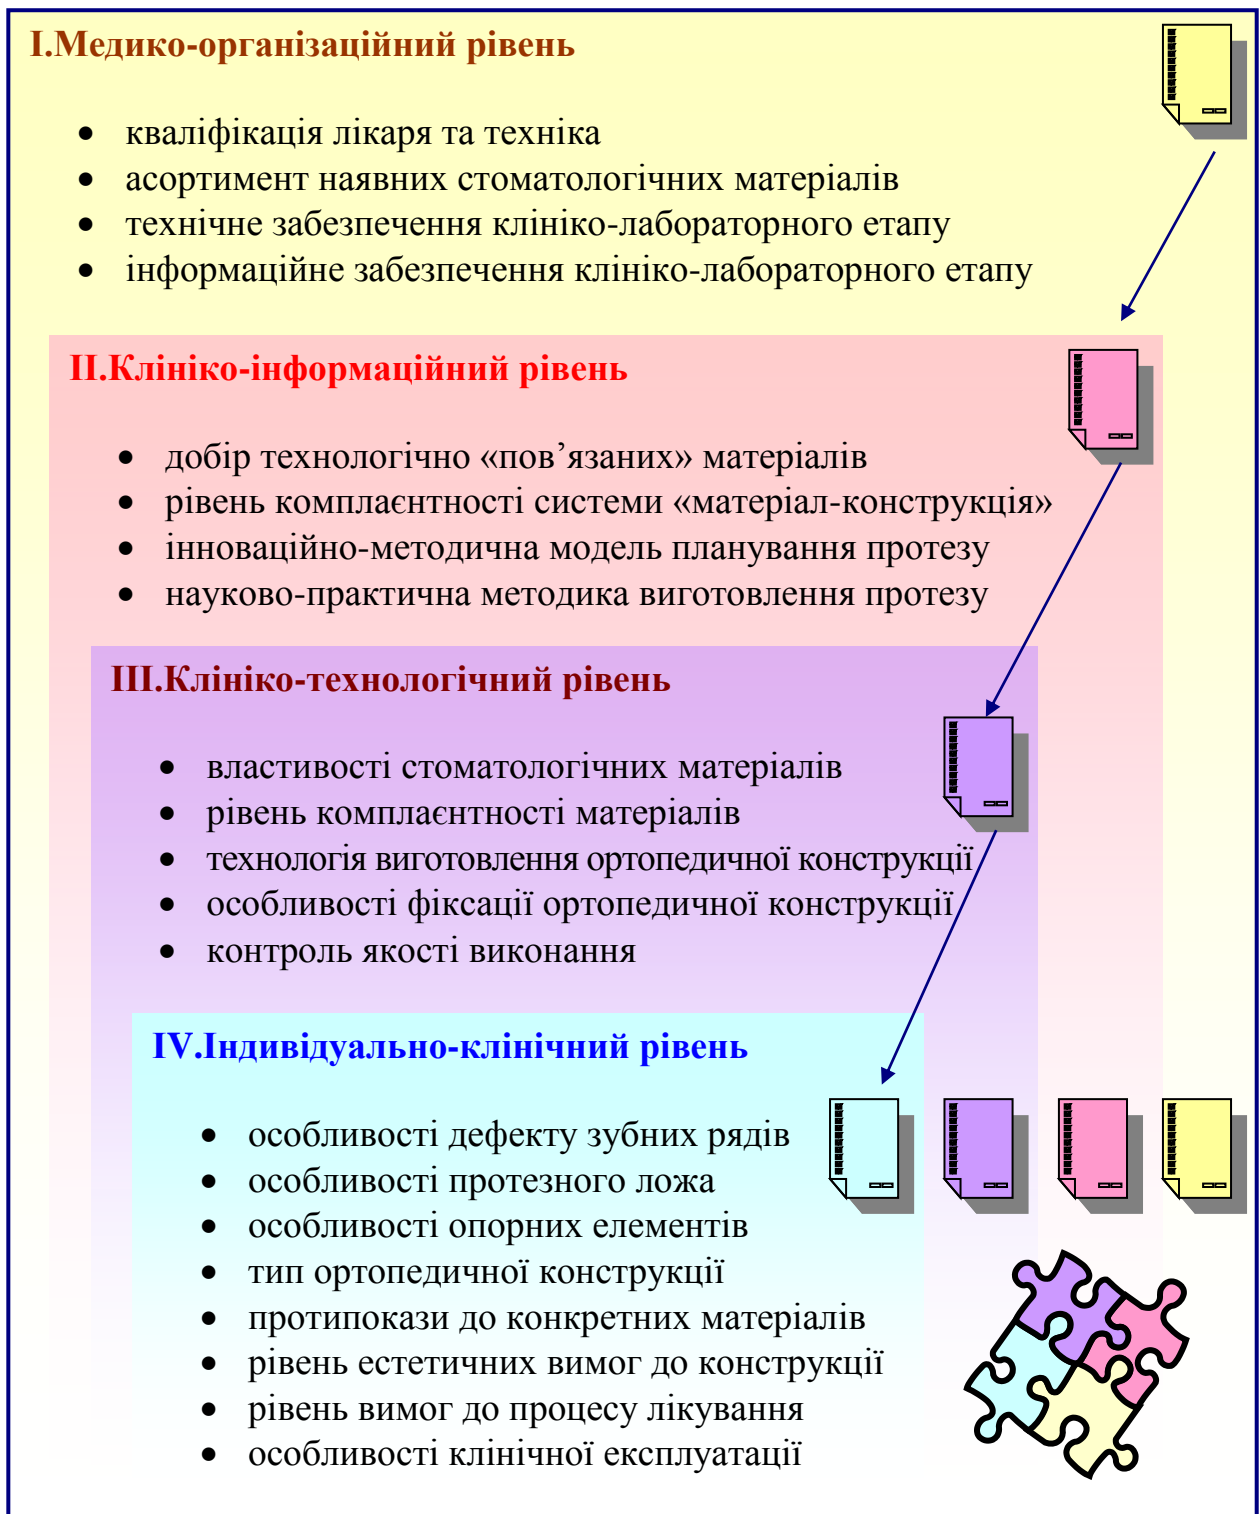 I.Медико-організаційний рівень
• кваліфікація лікаря та техніка
• асортимент наявних стоматологічних матеріалів
• технічне забезпечення клініко-лабораторного етапу
• інформаційне забезпечення клініко-лабораторного етапу
II.Клініко-інформаційний рівень
• добір технологічно «пов’язаних» матеріалів
• рівень комплаєнтності системи «матеріал-конструкція»
• інноваційно-методична модель планування протезу
• науково-практична методика виготовлення протезу
III.Клініко-технологічний рівень
• властивості стоматологічних матеріалів
• рівень комплаєнтності матеріалів
• технологія виготовлення ортопедичної конструкції
• особливості фіксації ортопедичної конструкції
• контроль якості виконання
IV.Індивідуально-клінічний рівень
• особливості дефекту зубних рядів
• особливості протезного ложа
• особливості опорних елементів
• тип ортопедичної конструкції
• протипокази до конкретних матеріалів
• рівень естетичних вимог до конструкції
• рівень вимог до процесу лікування
• особливості клінічної експлуатації